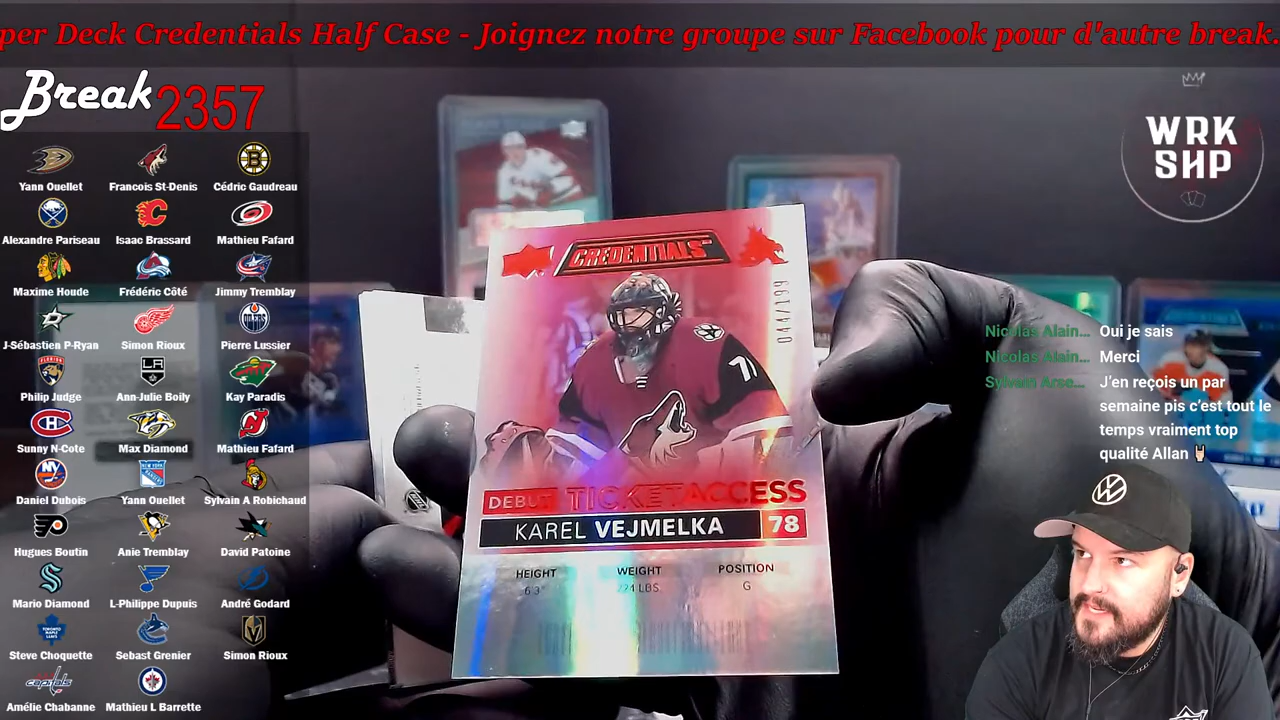 per Deck Credentials Half Case - Joignez notre groupe sur Facebook pour d'autre break.
Break 2357
Yann Ouellet
Francois St-Denis
Cédric Gaudreau
Alexandre Pariseau
Isaac Brassard
Mathieu Fafard
Maxime Houde
Frédéric Côté
Jimmy Tremblay
J-Sébastien P-Ryan
Simon Rioux
Pierre Lussier
Philip Judge
Ann-Julie Boily
Kay Paradis
Sunny N-Cote
Max Diamond
Mathieu Fafard
Daniel Dubois
Yann Ouellet
Sylvain A Robichaud
Hugues Boutin
Anie Tremblay
David Patoine
Mario Diamond
L-Philippe Dupuis
André Godard
Steve Choquette
Sebast Grenier
Simon Rioux
Amélie Chabanne
Mathieu L Barrette
CREDENTIALS
044/199
DEBUT TICKET ACCESS
KAREL VEJMELKA 78
HEIGHT WEIGHT POSITION
6'3" 224 LBS. G
WRK
SHP
Nicolas Alain... Oui je sais
Nicolas Alain... Merci
Sylvain Arse... J'en reçois un par
semaine pis c'est tout le
temps vraiment top
qualité Allan